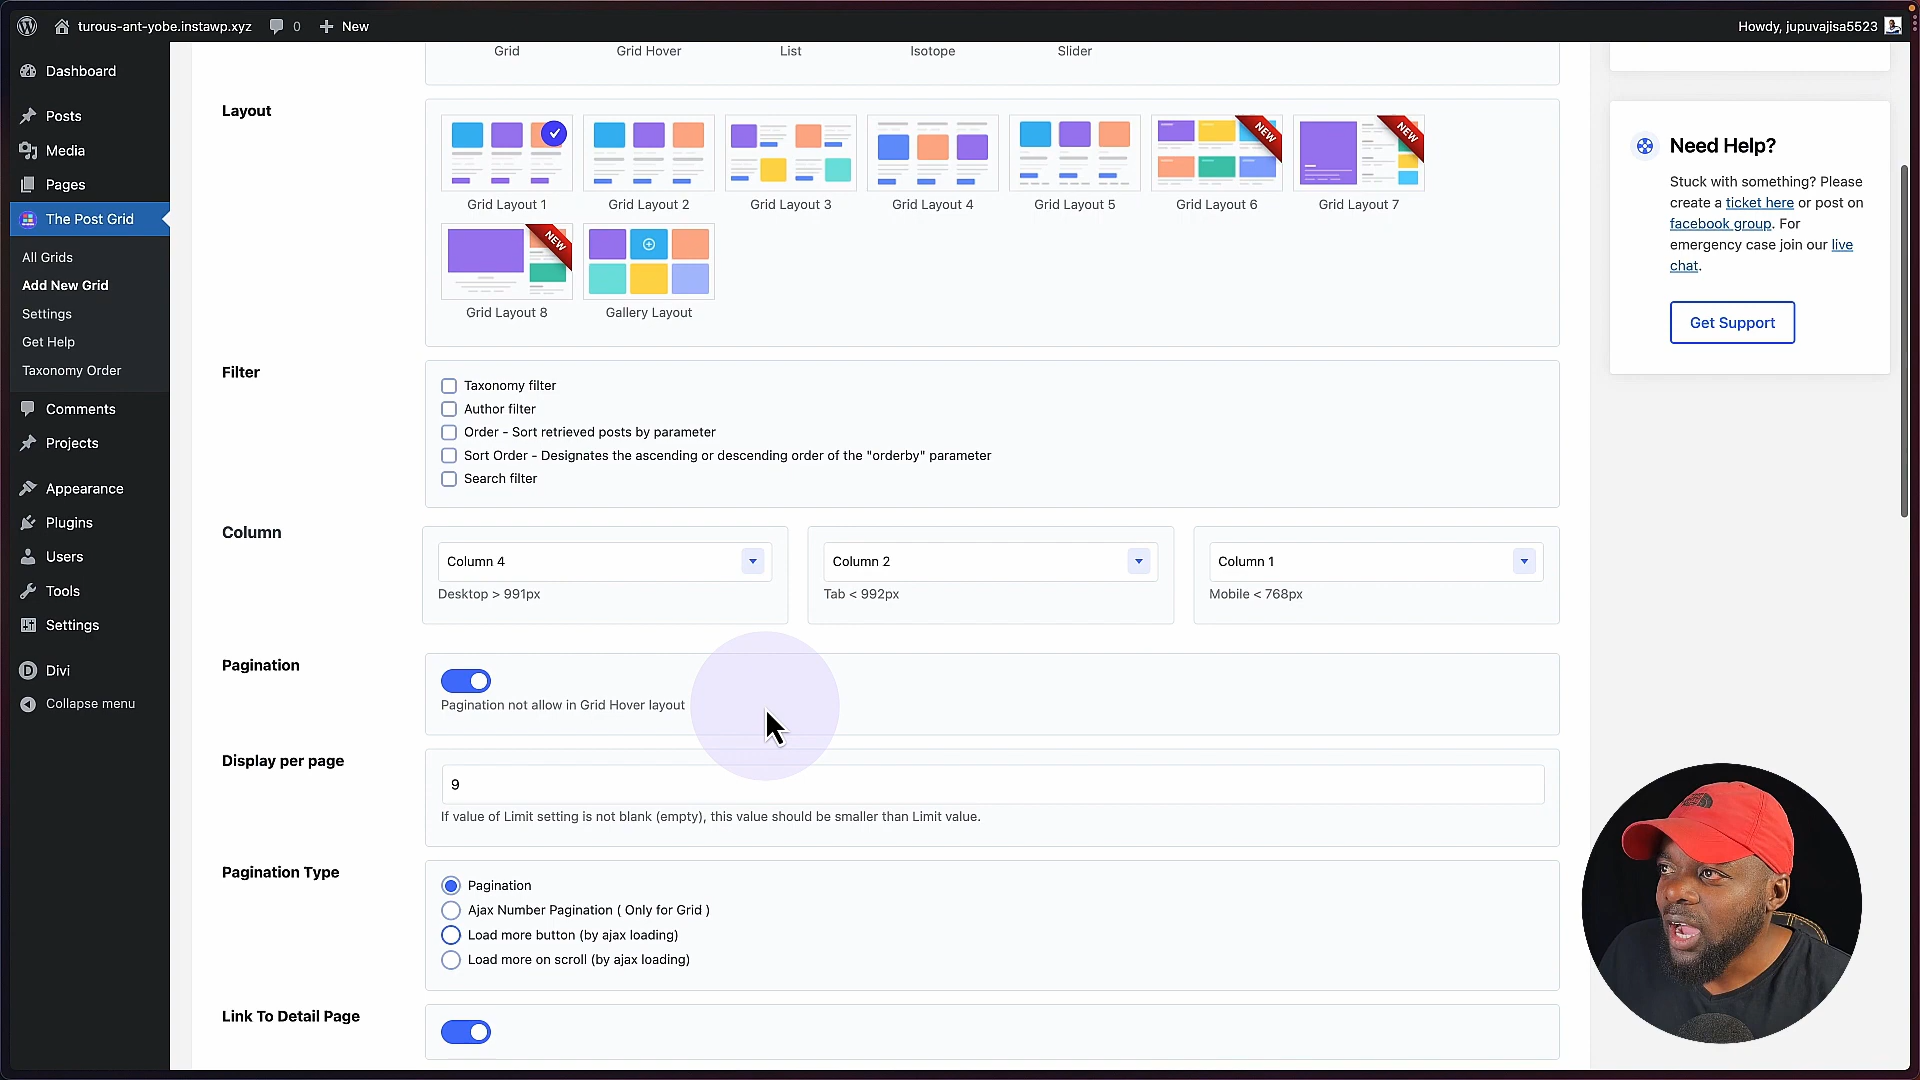 turous-ant-yobe.instawp.xyz 0 New Howdy, jupuvajisa5523
Dashboard
Posts
Media
Pages
The Post Grid
All Grids
Add New Grid
Settings
Get Help
Taxonomy Order
Comments
Projects
Appearance
Plugins
Users
Tools
Settings
Divi
Collapse menu
Grid Grid Hover List Isotope Slider
Layout
NEW NEW
Grid Layout 1 Grid Layout 2 Grid Layout 3 Grid Layout 4 Grid Layout 5 Grid Layout 6 Grid Layout 7
NEW
Grid Layout 8 Gallery Layout
Filter
Taxonomy filter
Author filter
Order - Sort retrieved posts by parameter
Sort Order - Designates the ascending or descending order of the "orderby" parameter
Search filter
Column
Column 4 Column 2 Column 1
Desktop > 991px Tab < 992px Mobile < 768px
Pagination
Pagination not allow in Grid Hover layout
Display per page
9
If value of Limit setting is not blank (empty), this value should be smaller than Limit value.
Pagination Type
Pagination
Ajax Number Pagination ( Only for Grid )
Load more button (by ajax loading)
Load more on scroll (by ajax loading)
Link To Detail Page
Need Help?
Stuck with something? Please
create a ticket here or post on
facebook group. For
emergency case join our live
chat.
Get Support